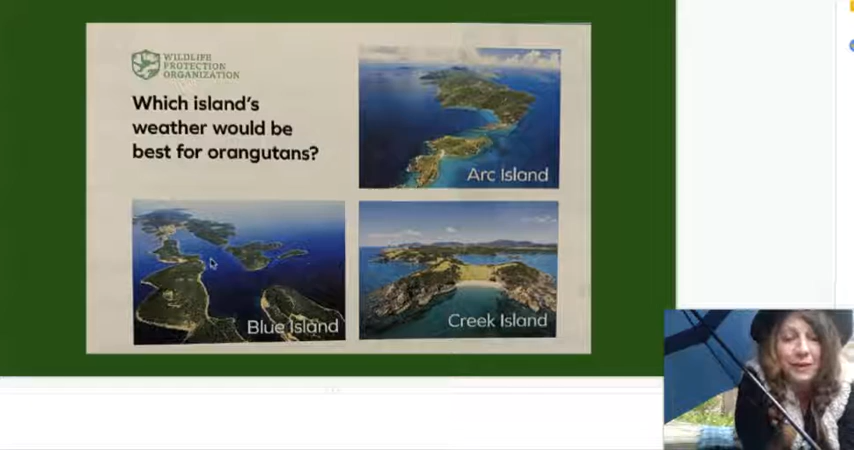 WILDLIFE
PROTECTION
ORGANIZATION
Which island's
weather would be
best for orangutans?
Arc Island
Blue Island
Creek Island